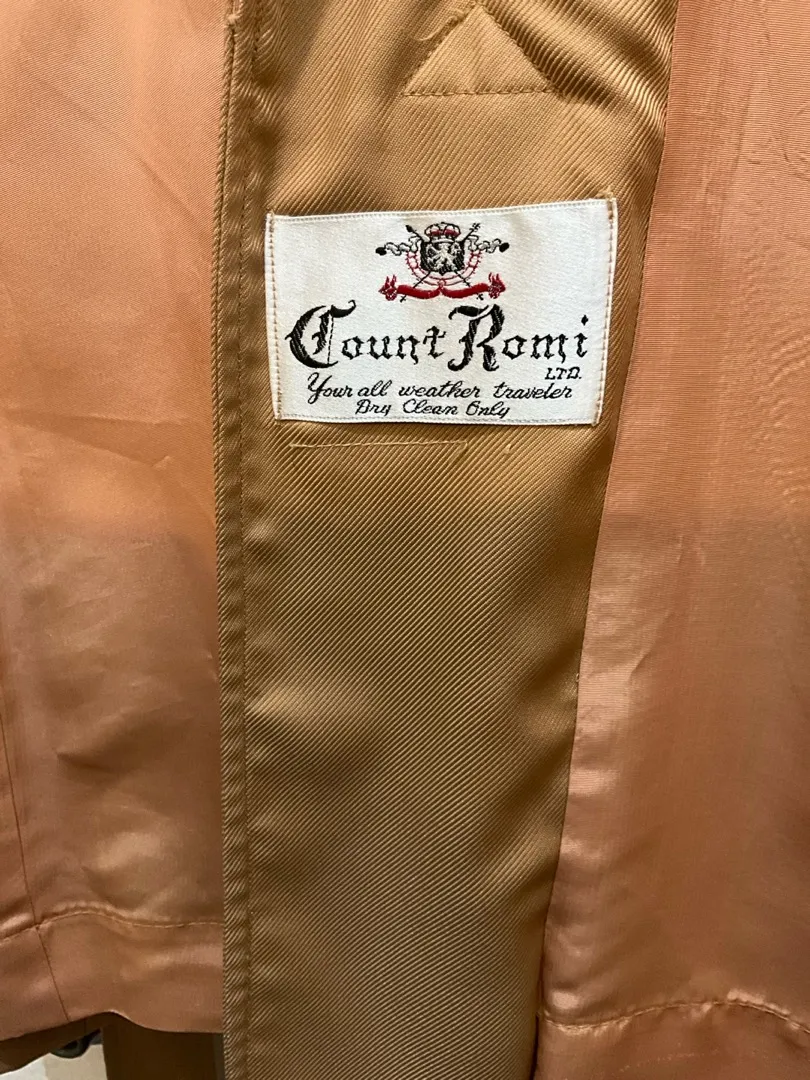 Count Romi
LTD.
Your all weather traveler
Dry Clean Only